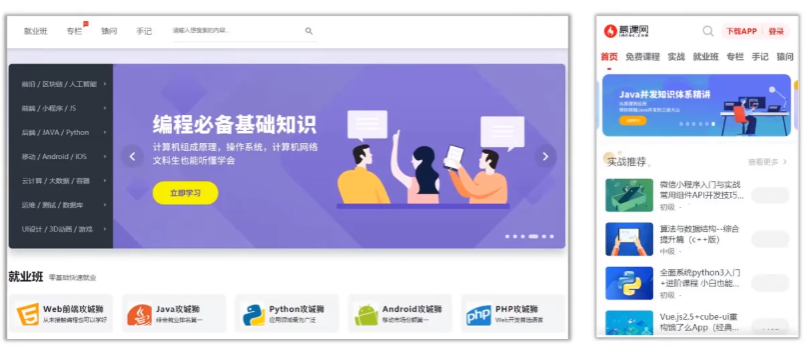 就业班 专栏 猿问 手记 请输入您搜索的内容...
前沿 / 区块链 / 人工智能
前端 / 小程序 / JS
后端 / JAVA / Python
移动 / Android / IOS
云计算 / 大数据 / 容器
运维 / 测试 / 数据库
UI设计 / 3D动画 / 游戏
编程必备基础知识
计算机组成原理，操作系统，计算机网络
文科生也能听懂学会
立即学习
就业班 零基础快速就业
Web前端攻城狮
从未接触编程也可以学好
Java攻城狮
待遇就业排名第一
Python攻城狮
应用领域最为广泛
Android攻城狮
移动市场份额第一
PHP攻城狮
Web开发首选语言
php
慕课网
IMOOC.COM
下载APP 登录
首页 免费课程 实战 就业班 专栏 手记 猿问
Java并发知识体系精讲
实战推荐 查看更多
微信小程序入门与实战
常用组件API开发技巧...
初级
算法与数据结构--综合
提升篇（c++版）
中级
全面系统python3入门
+进阶课程 小白也能...
初级
Vue.js2.5+cube-ui重
构饿了么App（经典...